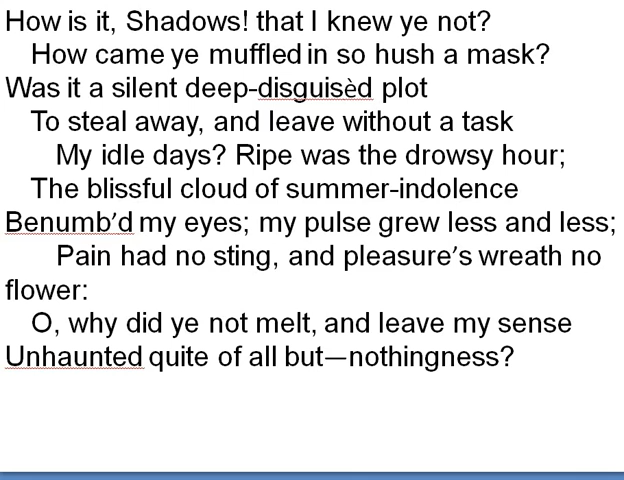 How is it, Shadows! that I knew ye not?
How came ye muffled in so hush a mask?
Was it a silent deep-disguisèd plot
To steal away, and leave without a task
My idle days? Ripe was the drowsy hour;
The blissful cloud of summer-indolence
Benumb’d my eyes; my pulse grew less and less;
Pain had no sting, and pleasure’s wreath no
flower:
O, why did ye not melt, and leave my sense
Unhaunted quite of all but—nothingness?